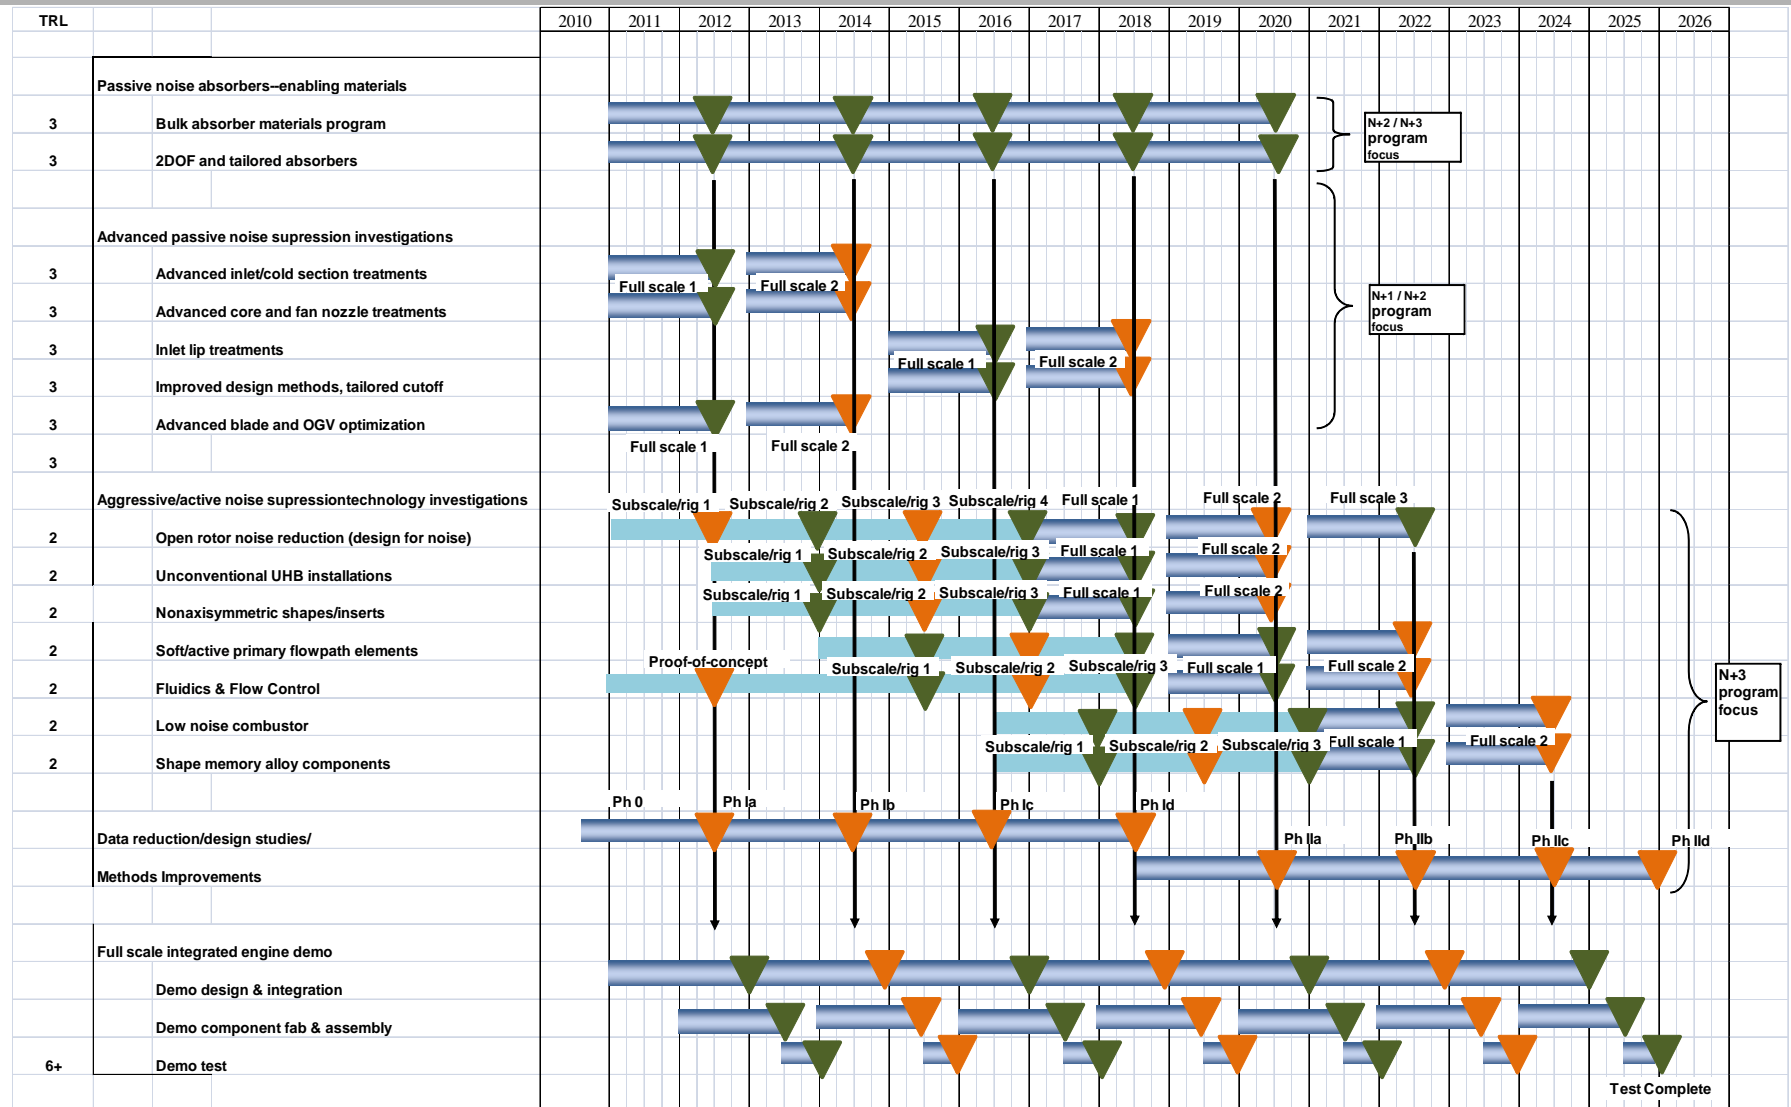 TRL 2010 2011 2012 2013 2014 2015 2016 2017 2018 2019 2020 2021 2022 2023 2024 2025 2026
Passive noise absorbers--enabling materials
3 Bulk absorber materials program
N+2 / N+3
program
focus
3 2DOF and tailored absorbers
Advanced passive noise supression investigations
3 Advanced inlet/cold section treatments
Full scale 1 Full scale 2
N+1 / N+2
program
focus
3 Advanced core and fan nozzle treatments
3 Inlet lip treatments
Full scale 1 Full scale 2
3 Improved design methods, tailored cutoff
3 Advanced blade and OGV optimization
Full scale 1 Full scale 2
3
Aggressive/active noise supressiontechnology investigations
Subscale/rig 1 Subscale/rig 2 Subscale/rig 3 Subscale/rig 4 Full scale 1 Full scale 2 Full scale 3
2 Open rotor noise reduction (design for noise)
Subscale/rig 1 Subscale/rig 2 Subscale/rig 3 Full scale 1 Full scale 2
2 Unconventional UHB installations
Subscale/rig 1 Subscale/rig 2 Subscale/rig 3 Full scale 1 Full scale 2
2 Nonaxisymmetric shapes/inserts
2 Soft/active primary flowpath elements
Proof-of-concept Subscale/rig 1 Subscale/rig 2 Subscale/rig 3 Full scale 1 Full scale 2
2 Fluidics & Flow Control
N+3
program
focus
2 Low noise combustor
Subscale/rig 1 Subscale/rig 2 Subscale/rig 3 Full scale 1 Full scale 2
2 Shape memory alloy components
Ph 0 Ph Ia Ph Ib Ph Ic Ph Id
Data reduction/design studies/
Ph IIa Ph IIb Ph IIc Ph IId
Methods Improvements
Full scale integrated engine demo
Demo design & integration
Demo component fab & assembly
6+ Demo test
Test Complete